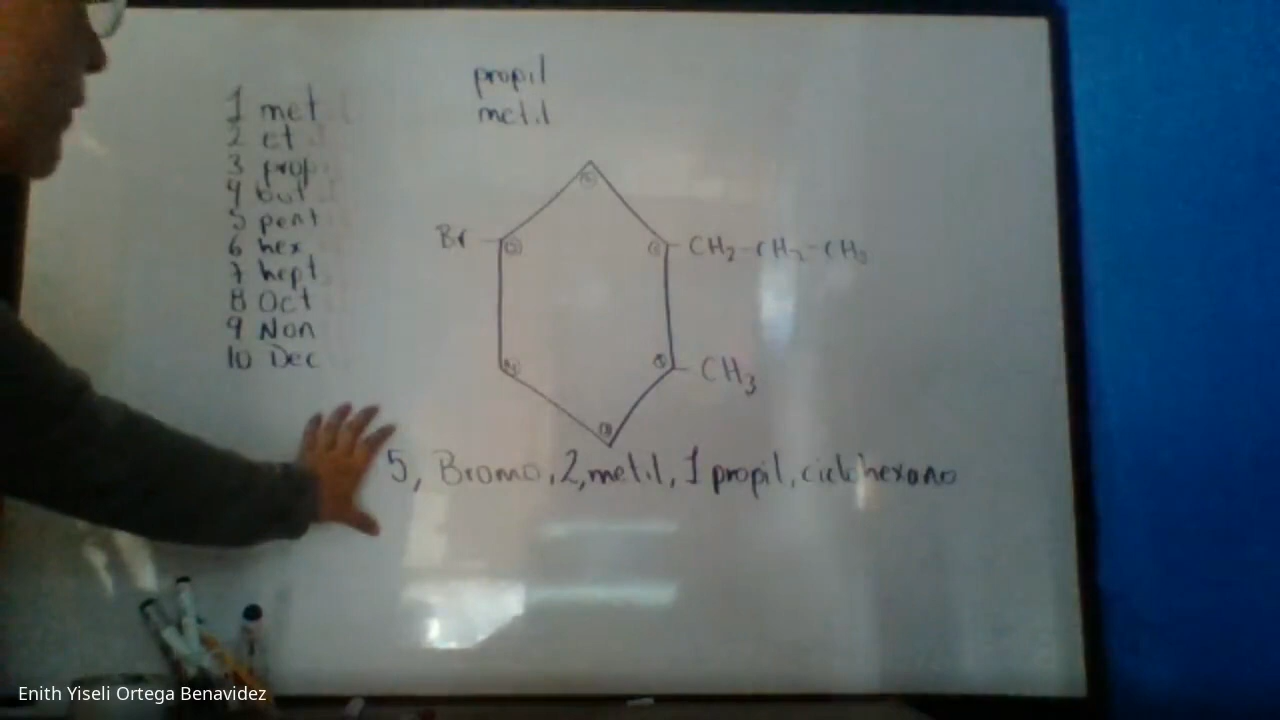 propil
metil
1 met
2 et
3 prop
4 but
5 pent
6 hex
7 hept
8 Oct
9 Non
10 Dec
Br
CH2-CH2-CH3
CH3
5, Bromo, 2, metil, 1 propil, ciclohexano
Enith Yiseli Ortega Benavidez